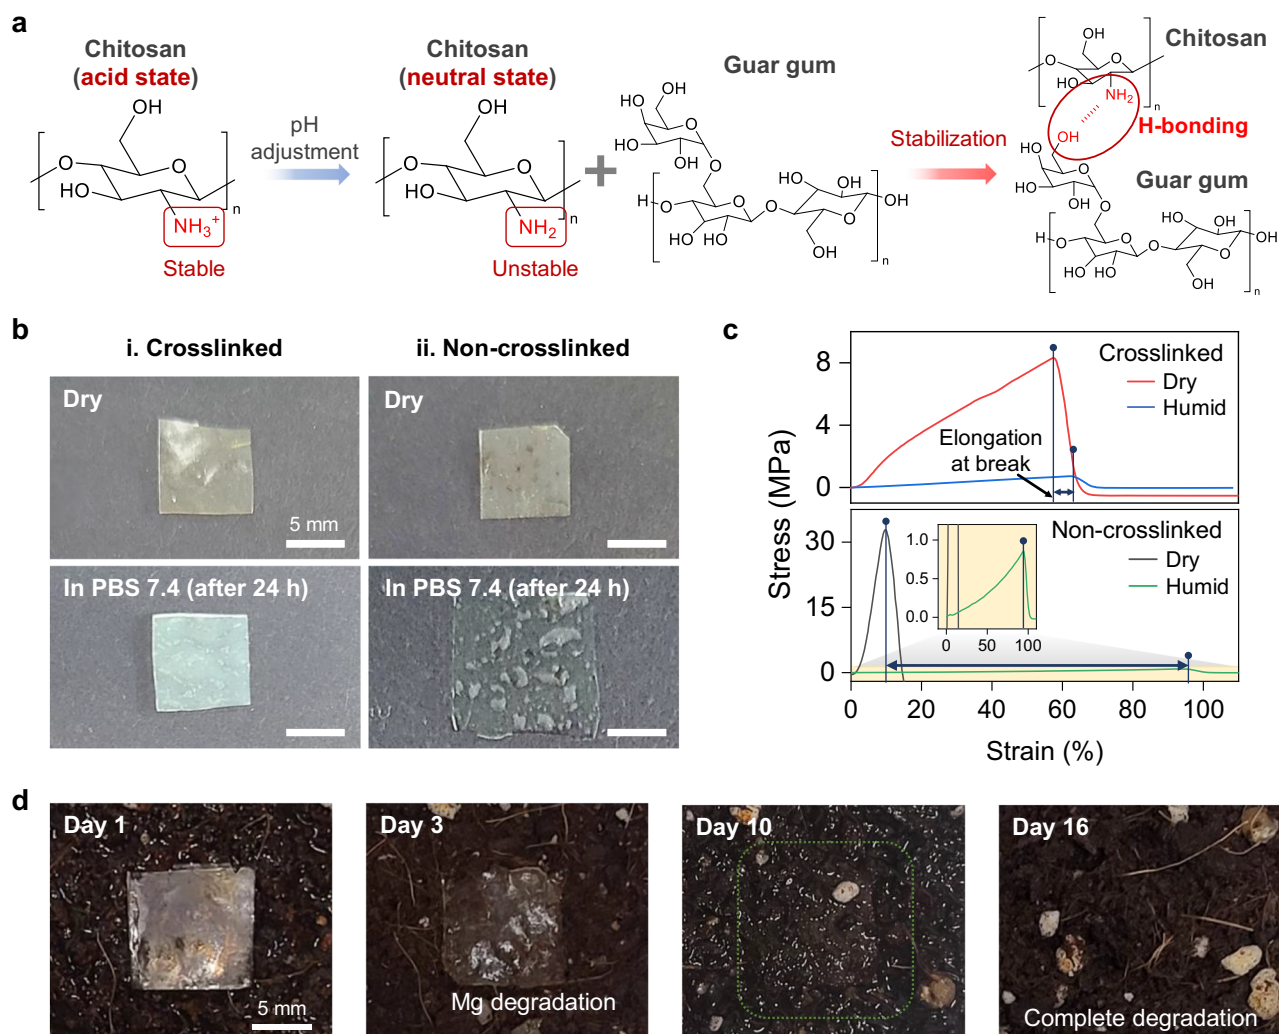 a
Chitosan
(acid state)
OH
O
O
HO
NH3+
n
Stable
pH
adjustment
Chitosan
(neutral state)
OH
O
O
HO
NH2
n
Unstable
+
Guar gum
OH
OH
O
HO
OH
O
H
O
O
HO
OH
HO
OH
OH
O
OH
n
Stabilization
OH
Chitosan
O
O
HO
NH2
n
H-bonding
OH
OH
O
HO
OH
O
Guar gum
H
O
O
HO
OH
HO
OH
OH
O
OH
n
b
i. Crosslinked
ii. Non-crosslinked
Dry
5 mm
Dry
In PBS 7.4 (after 24 h)
In PBS 7.4 (after 24 h)
c
Stress (MPa)
8
4
0
Crosslinked
Dry
Humid
Elongation
at break
30
15
0
Non-crosslinked
Dry
Humid
1.0
0.5
0.0
0
50
100
0
20
40
60
80
100
Strain (%)
d
Day 1
5 mm
Day 3
Mg degradation
Day 10
Day 16
Complete degradation